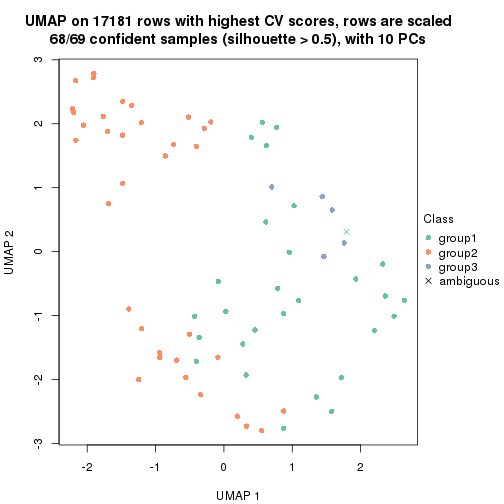 UMAP on 17181 rows with highest CV scores, rows are scaled
68/69 confident samples (silhouette > 0.5), with 10 PCs
3
2
1
0
-1
-2
-3
UMAP 2
-2
-1
0
1
2
UMAP 1
Class
group1
group2
group3
ambiguous